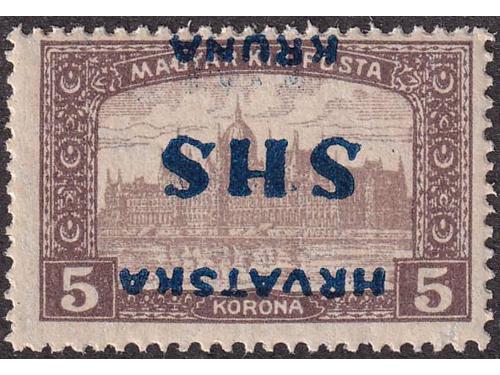 KRUNA
MAGYAR KIR. POSTA
SHS
HRVATSKA
5 5
KORONA